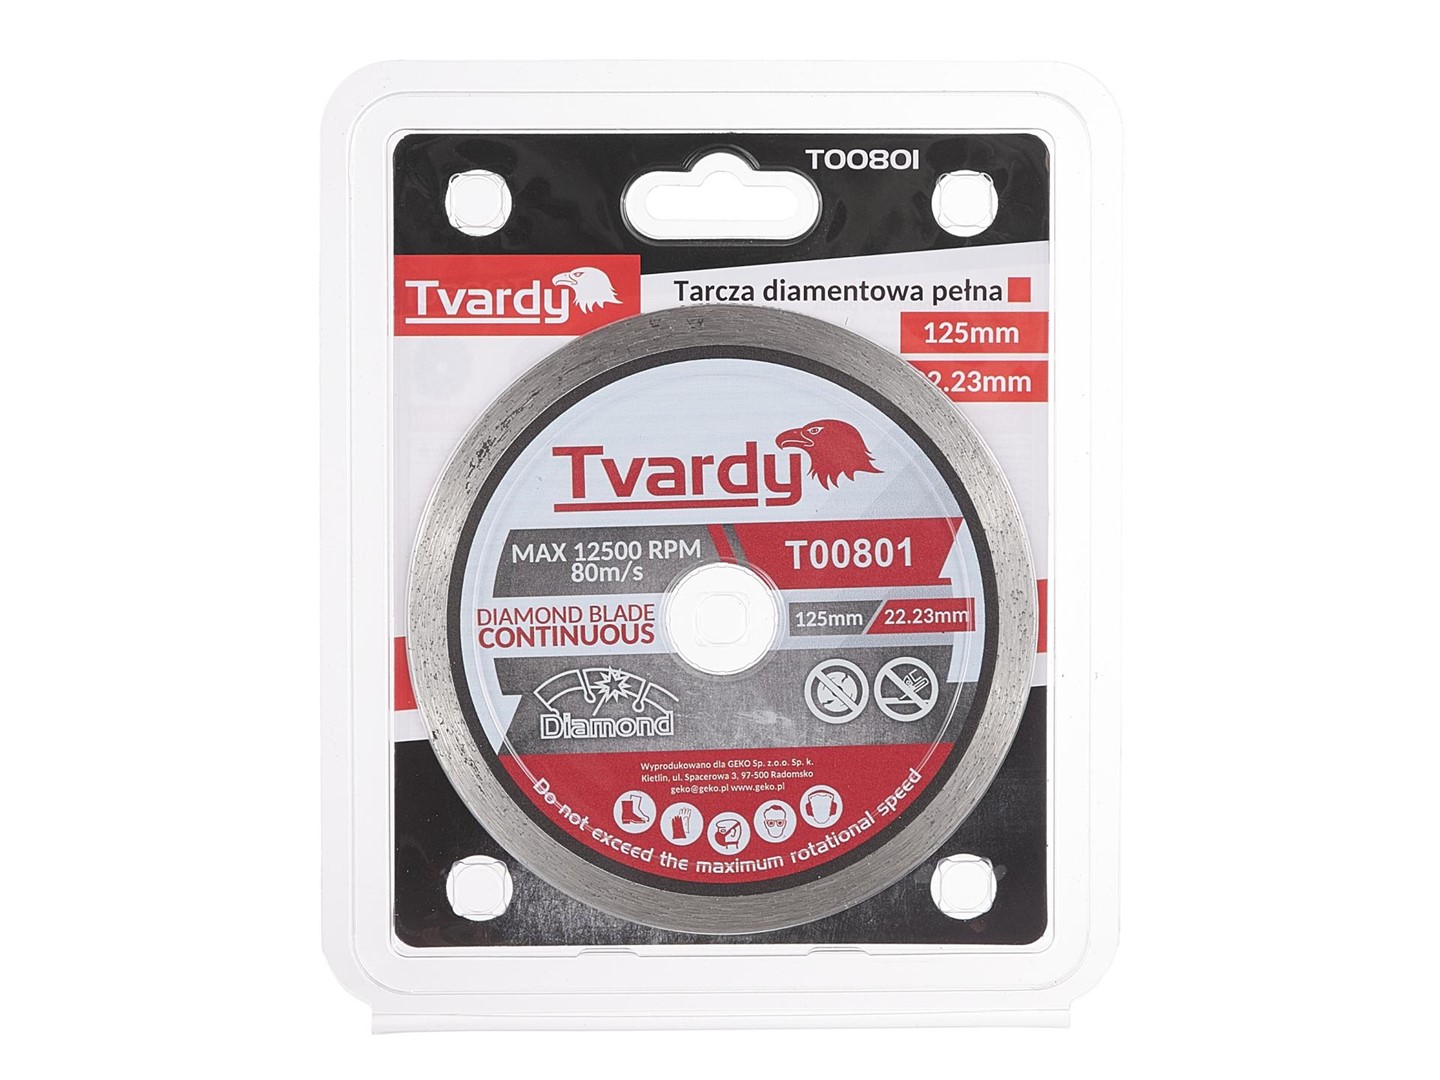 T00801
Tvardy
Tarcza diamentowa pełna
125mm
2.23mm
Tvardy
MAX 12500 RPM
80m/s
T00801
DIAMOND BLADE
CONTINUOUS
125mm
22.23mm
Diamond
Wyprodukowano dla GEKO Sp. z.o.o. Sp. k.
Kietlin, ul. Spacerowa 3, 97-500 Radomsko
geko@geko.pl www.geko.pl
Do not exceed the maximum rotational speed